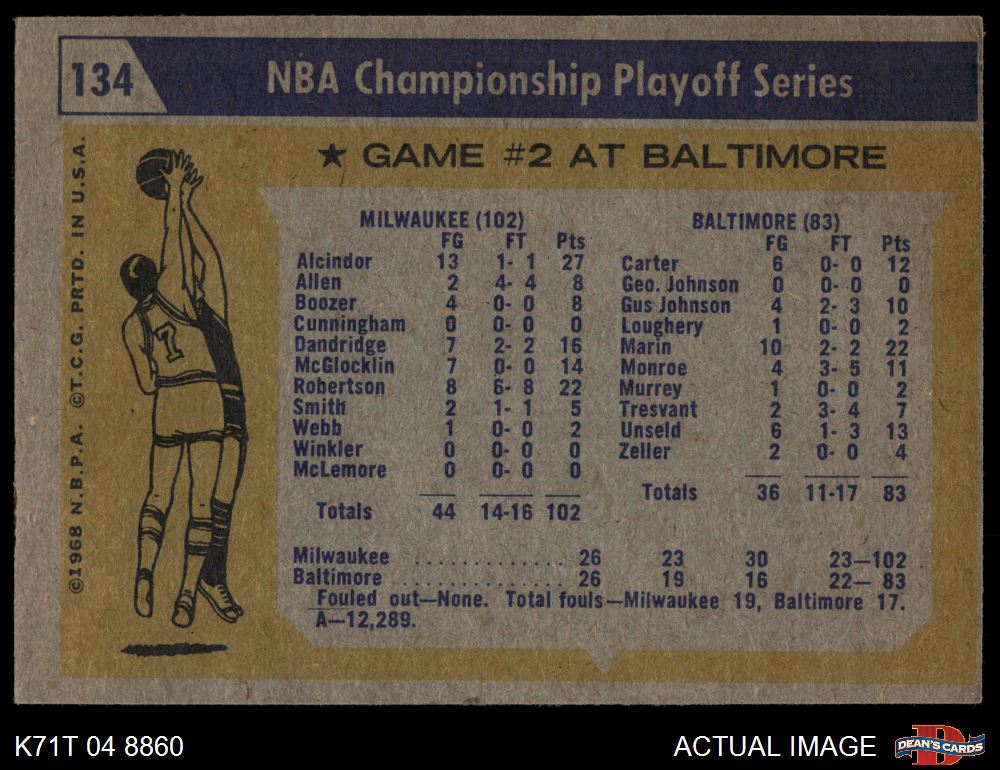 134
NBA Championship Playoff Series
★ GAME #2 AT BALTIMORE
©1968 N.B.P.A. ©T.C.G. PRTD. IN U.S.A.
1
MILWAUKEE (102)
FG FT Pts
Alcindor 13 1- 1 27
Allen 2 4- 4 8
Boozer 4 0- 0 8
Cunningham 0 0- 0 0
Dandridge 7 2- 2 16
McGlocklin 7 0- 0 14
Robertson 8 6- 8 22
Smith 2 1- 1 5
Webb 1 0- 0 2
Winkler 0 0- 0 0
McLemore 0 0- 0 0
Totals 44 14-16 102
BALTIMORE (83)
FG FT Pts
Carter 6 0- 0 12
Geo. Johnson 0 0- 0 0
Gus Johnson 4 2- 3 10
Loughery 1 0- 0 2
Marin 10 2- 2 22
Monroe 4 3- 5 11
Murrey 1 0- 0 2
Tresvant 2 3- 4 7
Unseld 6 1- 3 13
Zeller 2 0- 0 4
Totals 36 11-17 83
Milwaukee ............. 26 23 30 23—102
Baltimore ............. 26 19 16 22— 83
Fouled out—None. Total fouls—Milwaukee 19, Baltimore 17.
A—12,289.
K71T 04 8860
ACTUAL IMAGE
D
DEAN'S CARDS